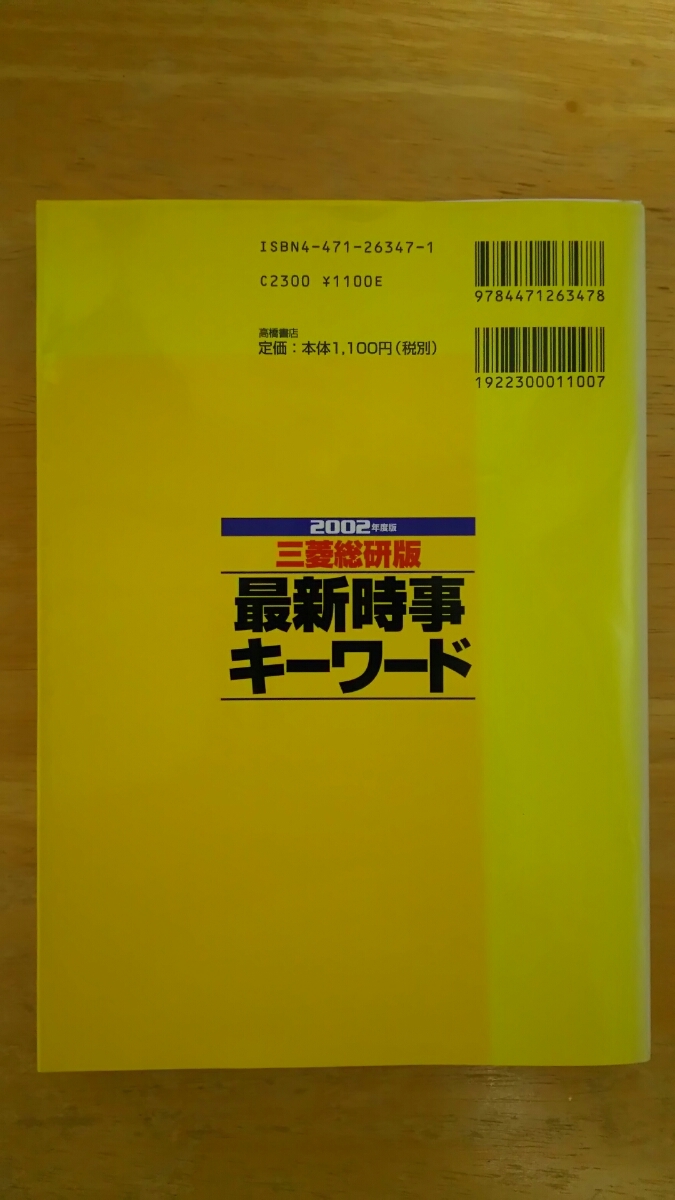 ISBN4-471-26347-1
C2300 ¥1100E
9784471263478
高橋書店
定価：本体1,100円（税別）
1922300011007
2002年度版
三菱総研版
最新時事
キーワード